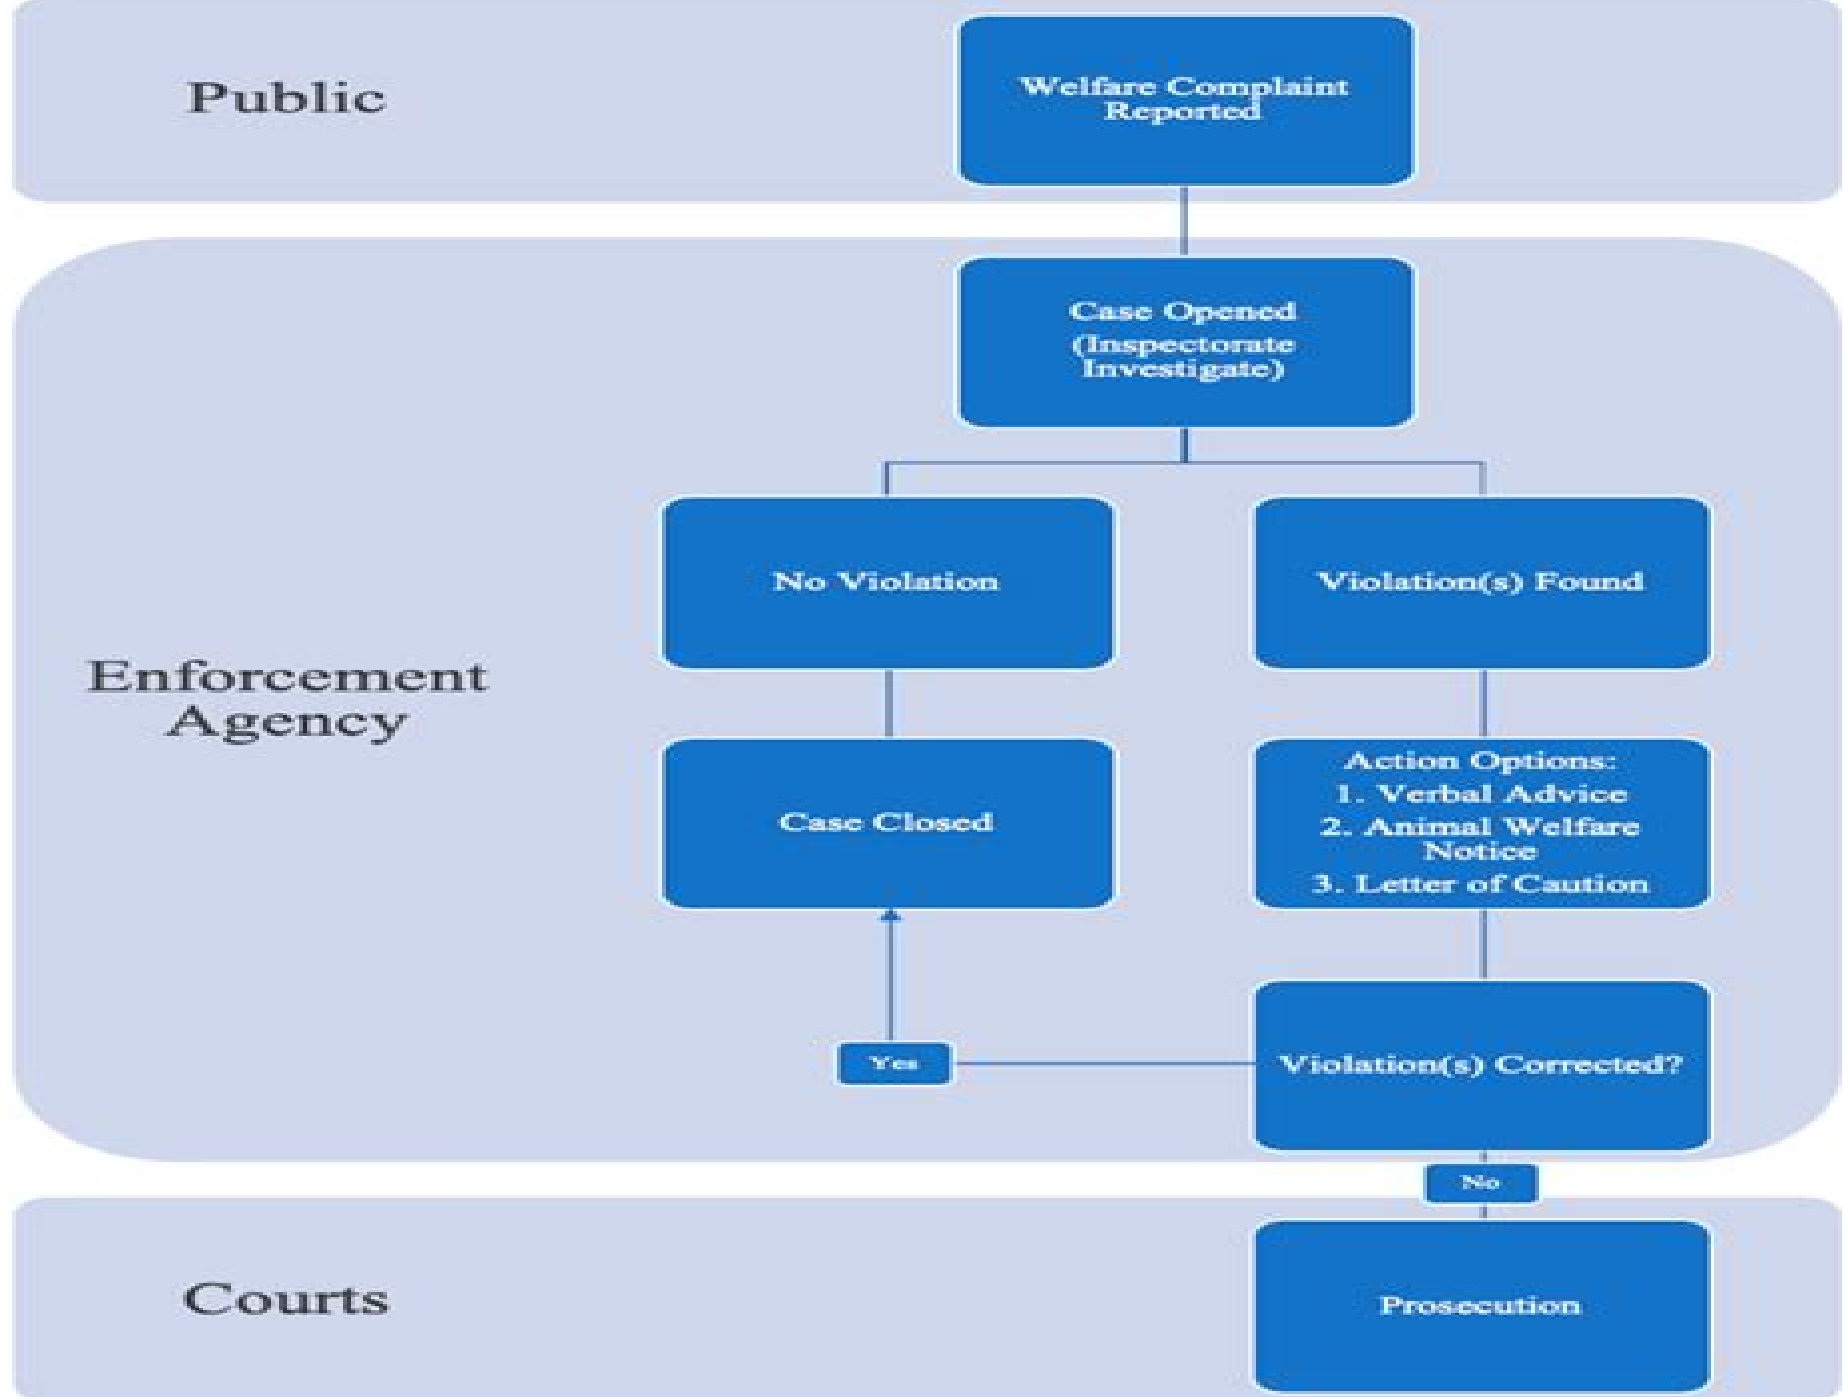 Public
Welfare Complaint
Reported
Case Opened
(Inspectorate
Investigate)
No Violation
Violation(s) Found
Enforcement
Agency
Case Closed
Action Options:
1. Verbal Advice
2. Animal Welfare
Notice
3. Letter of Caution
Yes
Violation(s) Corrected?
No
Courts
Prosecution